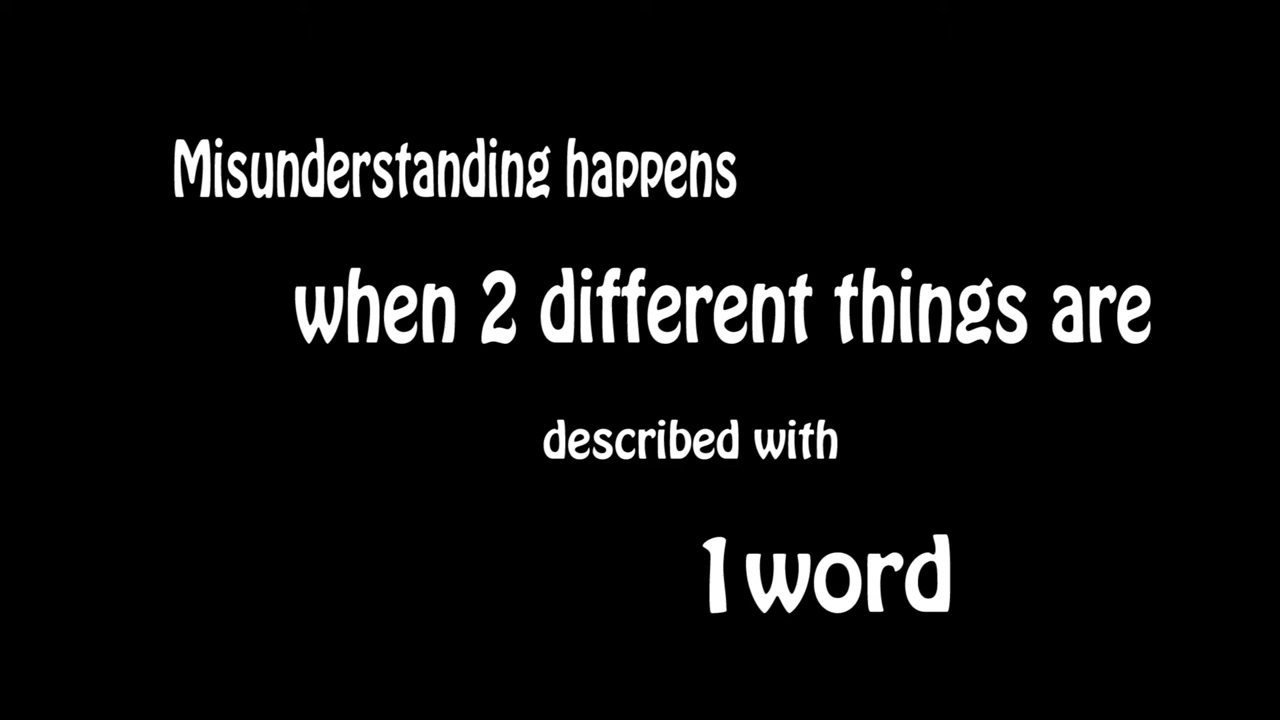 Misunderstanding happens
when 2 different things are
described with
1 word